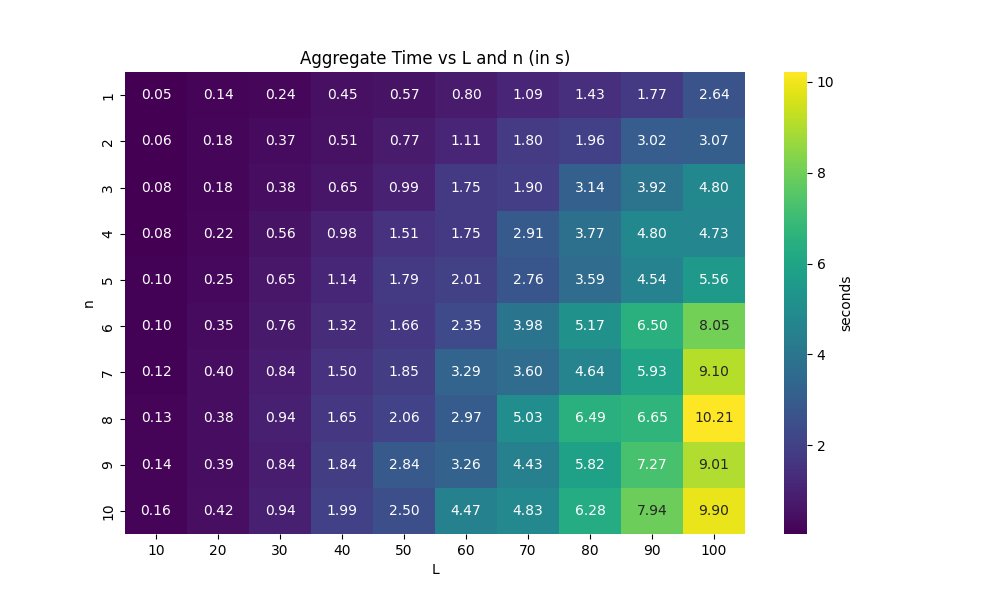 Aggregate Time vs L and n (in s)
1 0.05 0.14 0.24 0.45 0.57 0.80 1.09 1.43 1.77 2.64
2 0.06 0.18 0.37 0.51 0.77 1.11 1.80 1.96 3.02 3.07
3 0.08 0.18 0.38 0.65 0.99 1.75 1.90 3.14 3.92 4.80
4 0.08 0.22 0.56 0.98 1.51 1.75 2.91 3.77 4.80 4.73
5 0.10 0.25 0.65 1.14 1.79 2.01 2.76 3.59 4.54 5.56
6 0.10 0.35 0.76 1.32 1.66 2.35 3.98 5.17 6.50 8.05
7 0.12 0.40 0.84 1.50 1.85 3.29 3.60 4.64 5.93 9.10
8 0.13 0.38 0.94 1.65 2.06 2.97 5.03 6.49 6.65 10.21
9 0.14 0.39 0.84 1.84 2.84 3.26 4.43 5.82 7.27 9.01
10 0.16 0.42 0.94 1.99 2.50 4.47 4.83 6.28 7.94 9.90
10 20 30 40 50 60 70 80 90 100
L
n
10
8
6
4
2
seconds